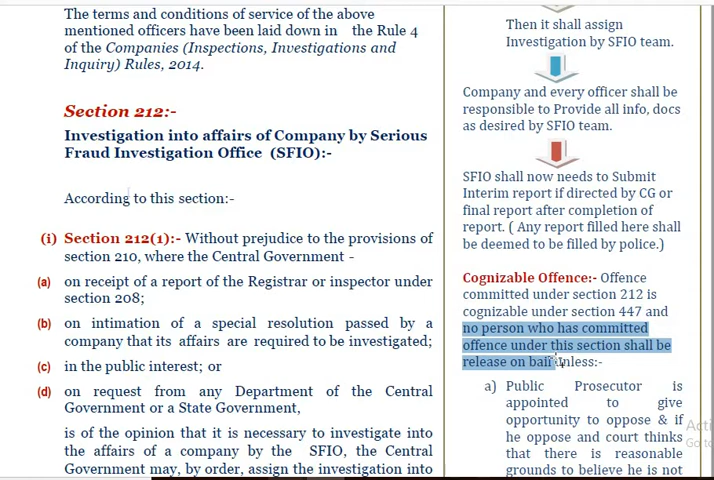 The terms and conditions of service of the above
mentioned officers have been laid down in the Rule 4
of the Companies (Inspections, Investigations and
Inquiry) Rules, 2014.
Section 212:-
Investigation into affairs of Company by Serious
Fraud Investigation Office (SFIO):-
According to this section:-
(i) Section 212(1):- Without prejudice to the provisions of
section 210, where the Central Government -
(a) on receipt of a report of the Registrar or inspector under
section 208;
(b) on intimation of a special resolution passed by a
company that its affairs are required to be investigated;
(c) in the public interest; or
(d) on request from any Department of the Central
Government or a State Government,
is of the opinion that it is necessary to investigate into
the affairs of a company by the SFIO, the Central
Government may, by order, assign the investigation into
Then it shall assign
Investigation by SFIO team.
Company and every officer shall be
responsible to Provide all info, docs
as desired by SFIO team.
SFIO shall now needs to Submit
Interim report if directed by CG or
final report after completion of
report. ( Any report filled here shall
be deemed to be filled by police.)
Cognizable Offence:- Offence
committed under section 212 is
cognizable under section 447 and
no person who has committed
offence under this section shall be
release on bail Unless:-
a) Public Prosecutor is
appointed to give
opportunity to oppose & if
he oppose and court thinks
that there is reasonable
grounds to believe he is not
Acti
Go to